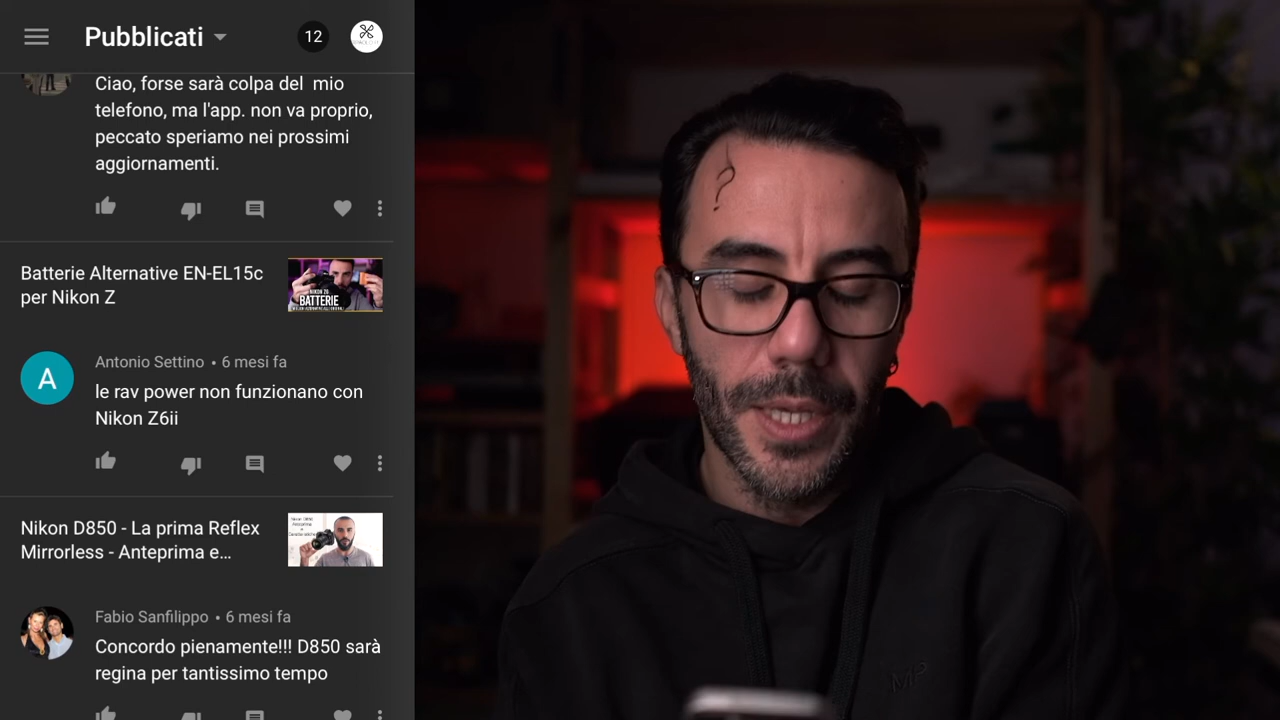 Pubblicati
12
Ciao, forse sarà colpa del mio
telefono, ma l'app. non va proprio,
peccato speriamo nei prossimi
aggiornamenti.
Batterie Alternative EN-EL15c
per Nikon Z
NIKON Z6
BATTERIE
Antonio Settino • 6 mesi fa
A
le rav power non funzionano con
Nikon Z6ii
Nikon D850 - La prima Reflex
Mirrorless - Anteprima e...
Fabio Sanfilippo • 6 mesi fa
Concordo pienamente!!! D850 sarà
regina per tantissimo tempo
MP